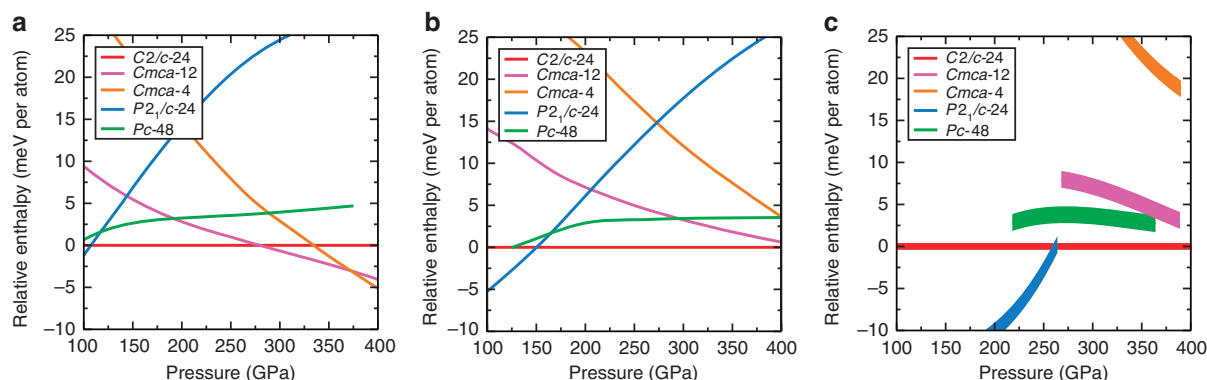 a
Relative enthalpy (meV per atom)
25
20
15
10
5
0
−5
−10
100 150 200 250 300 350 400
Pressure (GPa)
C2/c-24
Cmca-12
Cmca-4
P2₁/c-24
Pc-48
b
Relative enthalpy (meV per atom)
25
20
15
10
5
0
−5
−10
100 150 200 250 300 350 400
Pressure (GPa)
C2/c-24
Cmca-12
Cmca-4
P2₁/c-24
Pc-48
c
Relative enthalpy (meV per atom)
25
20
15
10
5
0
−5
−10
100 150 200 250 300 350 400
Pressure (GPa)
C2/c-24
Cmca-12
Cmca-4
P2₁/c-24
Pc-48